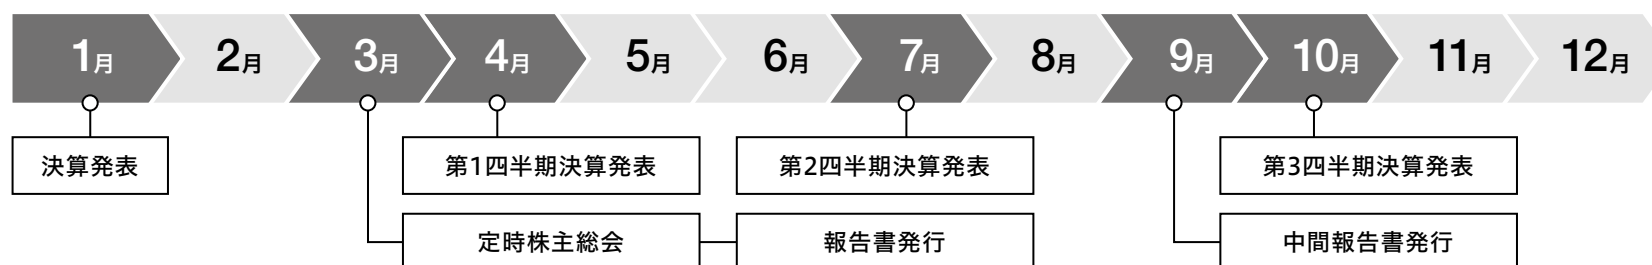 1月 2月 3月 4月 5月 6月 7月 8月 9月 10月 11月 12月
決算発表 第1四半期決算発表 第2四半期決算発表 第3四半期決算発表
定時株主総会 報告書発行 中間報告書発行